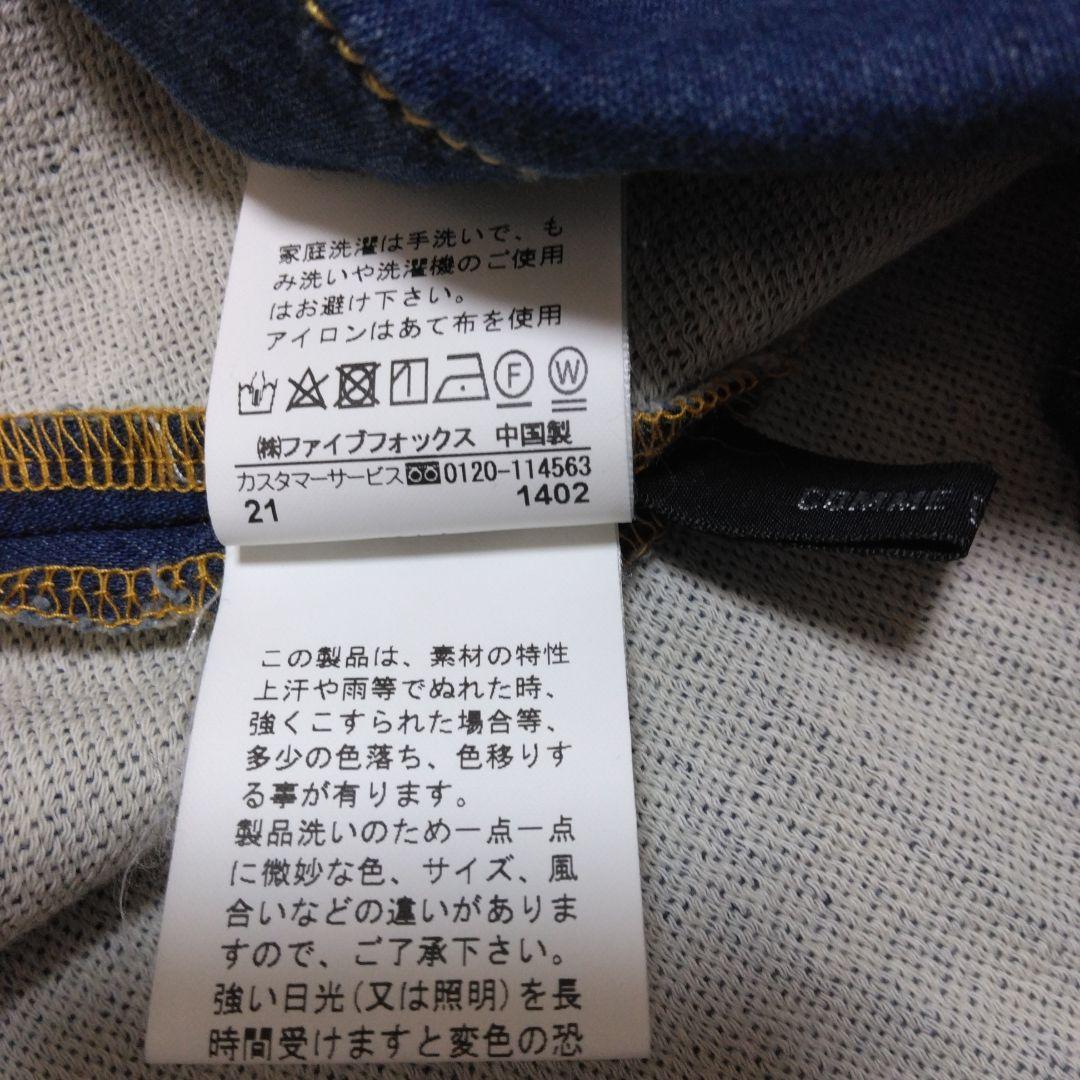 家庭洗濯は手洗いで、も
み洗いや洗濯機のご使用
はお避け下さい。
アイロンはあて布を使用
F W
㈱ファイブフォックス 中国製
カスタマーサービス 0120-114563
21 1402
COMME
この製品は、素材の特性
上汗や雨等でぬれた時、
強くこすられた場合等、
多少の色落ち、色移りす
る事が有ります。
製品洗いのため一点一点
に微妙な色、サイズ、風
合いなどの違いがありま
すので、ご了承下さい。
強い日光(又は照明)を長
時間受けますと変色の恐